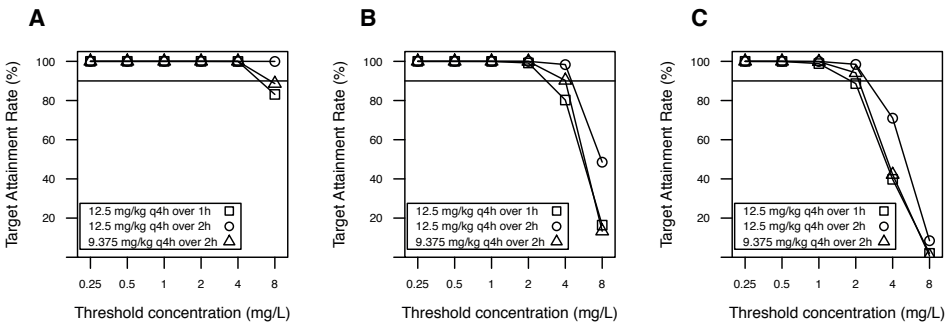 A
Target Attainment Rate (%)
100
80
60
40
20
12.5 mg/kg q4h over 1h
12.5 mg/kg q4h over 2h
9.375 mg/kg q4h over 2h
0.25 0.5 1 2 4 8
Threshold concentration (mg/L)
B
Target Attainment Rate (%)
100
80
60
40
20
12.5 mg/kg q4h over 1h
12.5 mg/kg q4h over 2h
9.375 mg/kg q4h over 2h
0.25 0.5 1 2 4 8
Threshold concentration (mg/L)
C
Target Attainment Rate (%)
100
80
60
40
20
12.5 mg/kg q4h over 1h
12.5 mg/kg q4h over 2h
9.375 mg/kg q4h over 2h
0.25 0.5 1 2 4 8
Threshold concentration (mg/L)